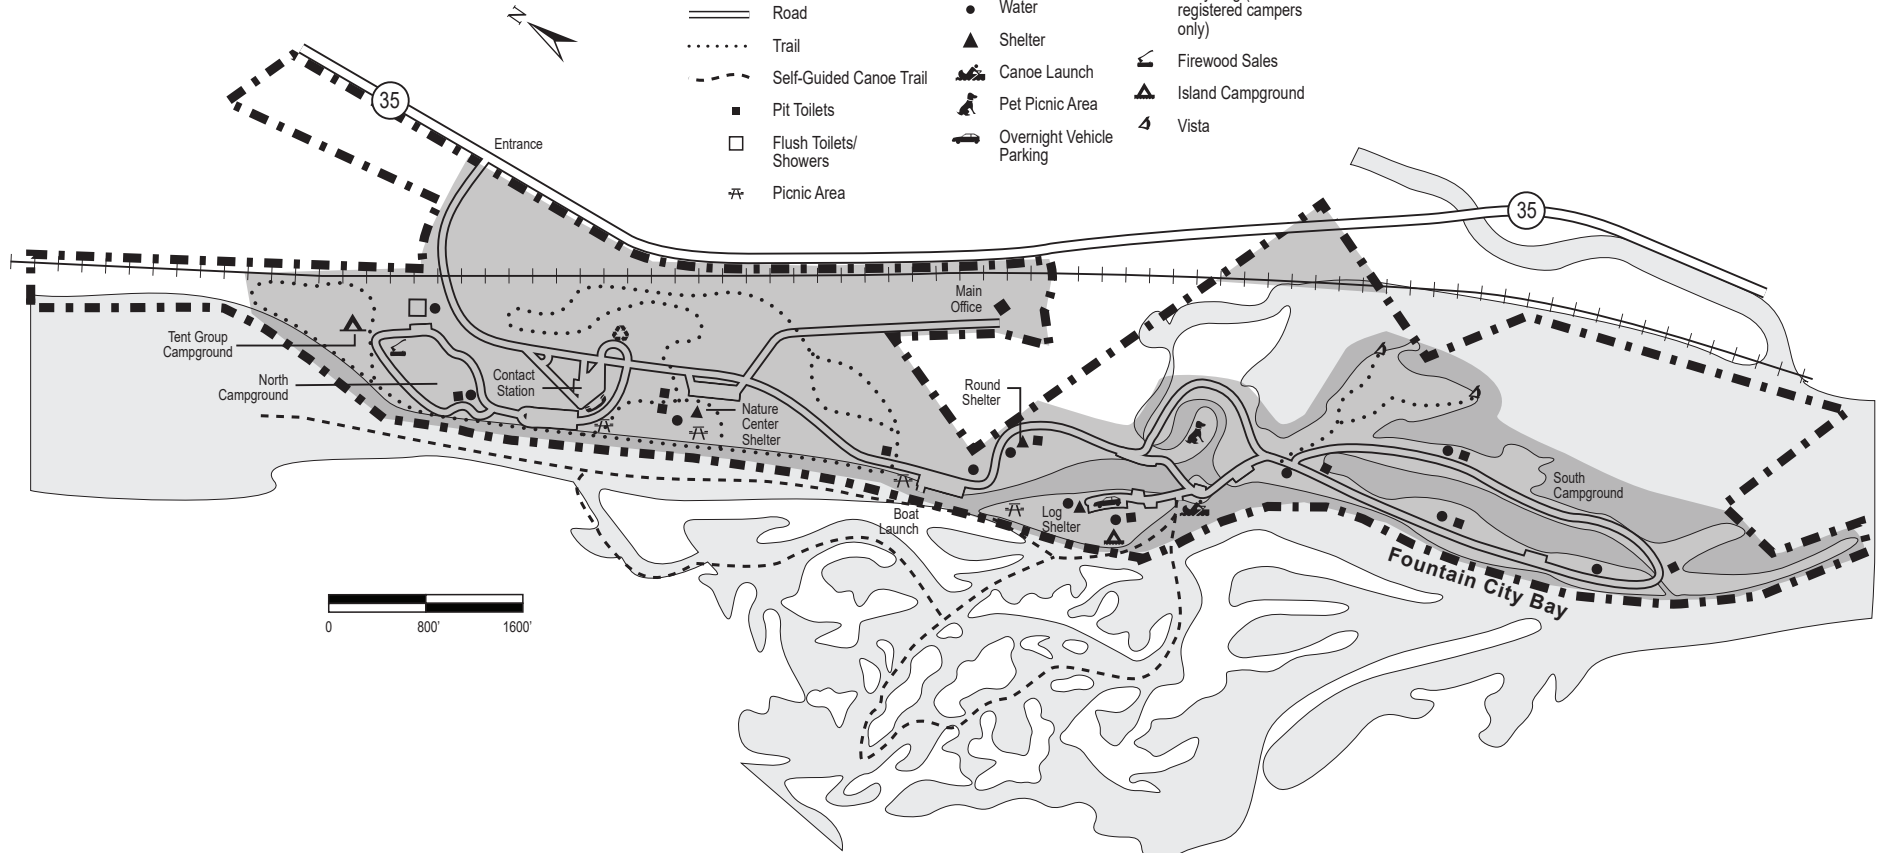 N
Road
Trail
Self-Guided Canoe Trail
Pit Toilets
Flush Toilets/
Showers
Picnic Area
Water
Shelter
Canoe Launch
Pet Picnic Area
Overnight Vehicle
Parking
registered campers
only)
Firewood Sales
Island Campground
Vista
35
Entrance
35
Main
Office
Tent Group
Campground
North
Campground
Contact
Station
Nature
Center
Shelter
Round
Shelter
Boat
Launch
Log
Shelter
South
Campground
Fountain City Bay
0 800' 1600'